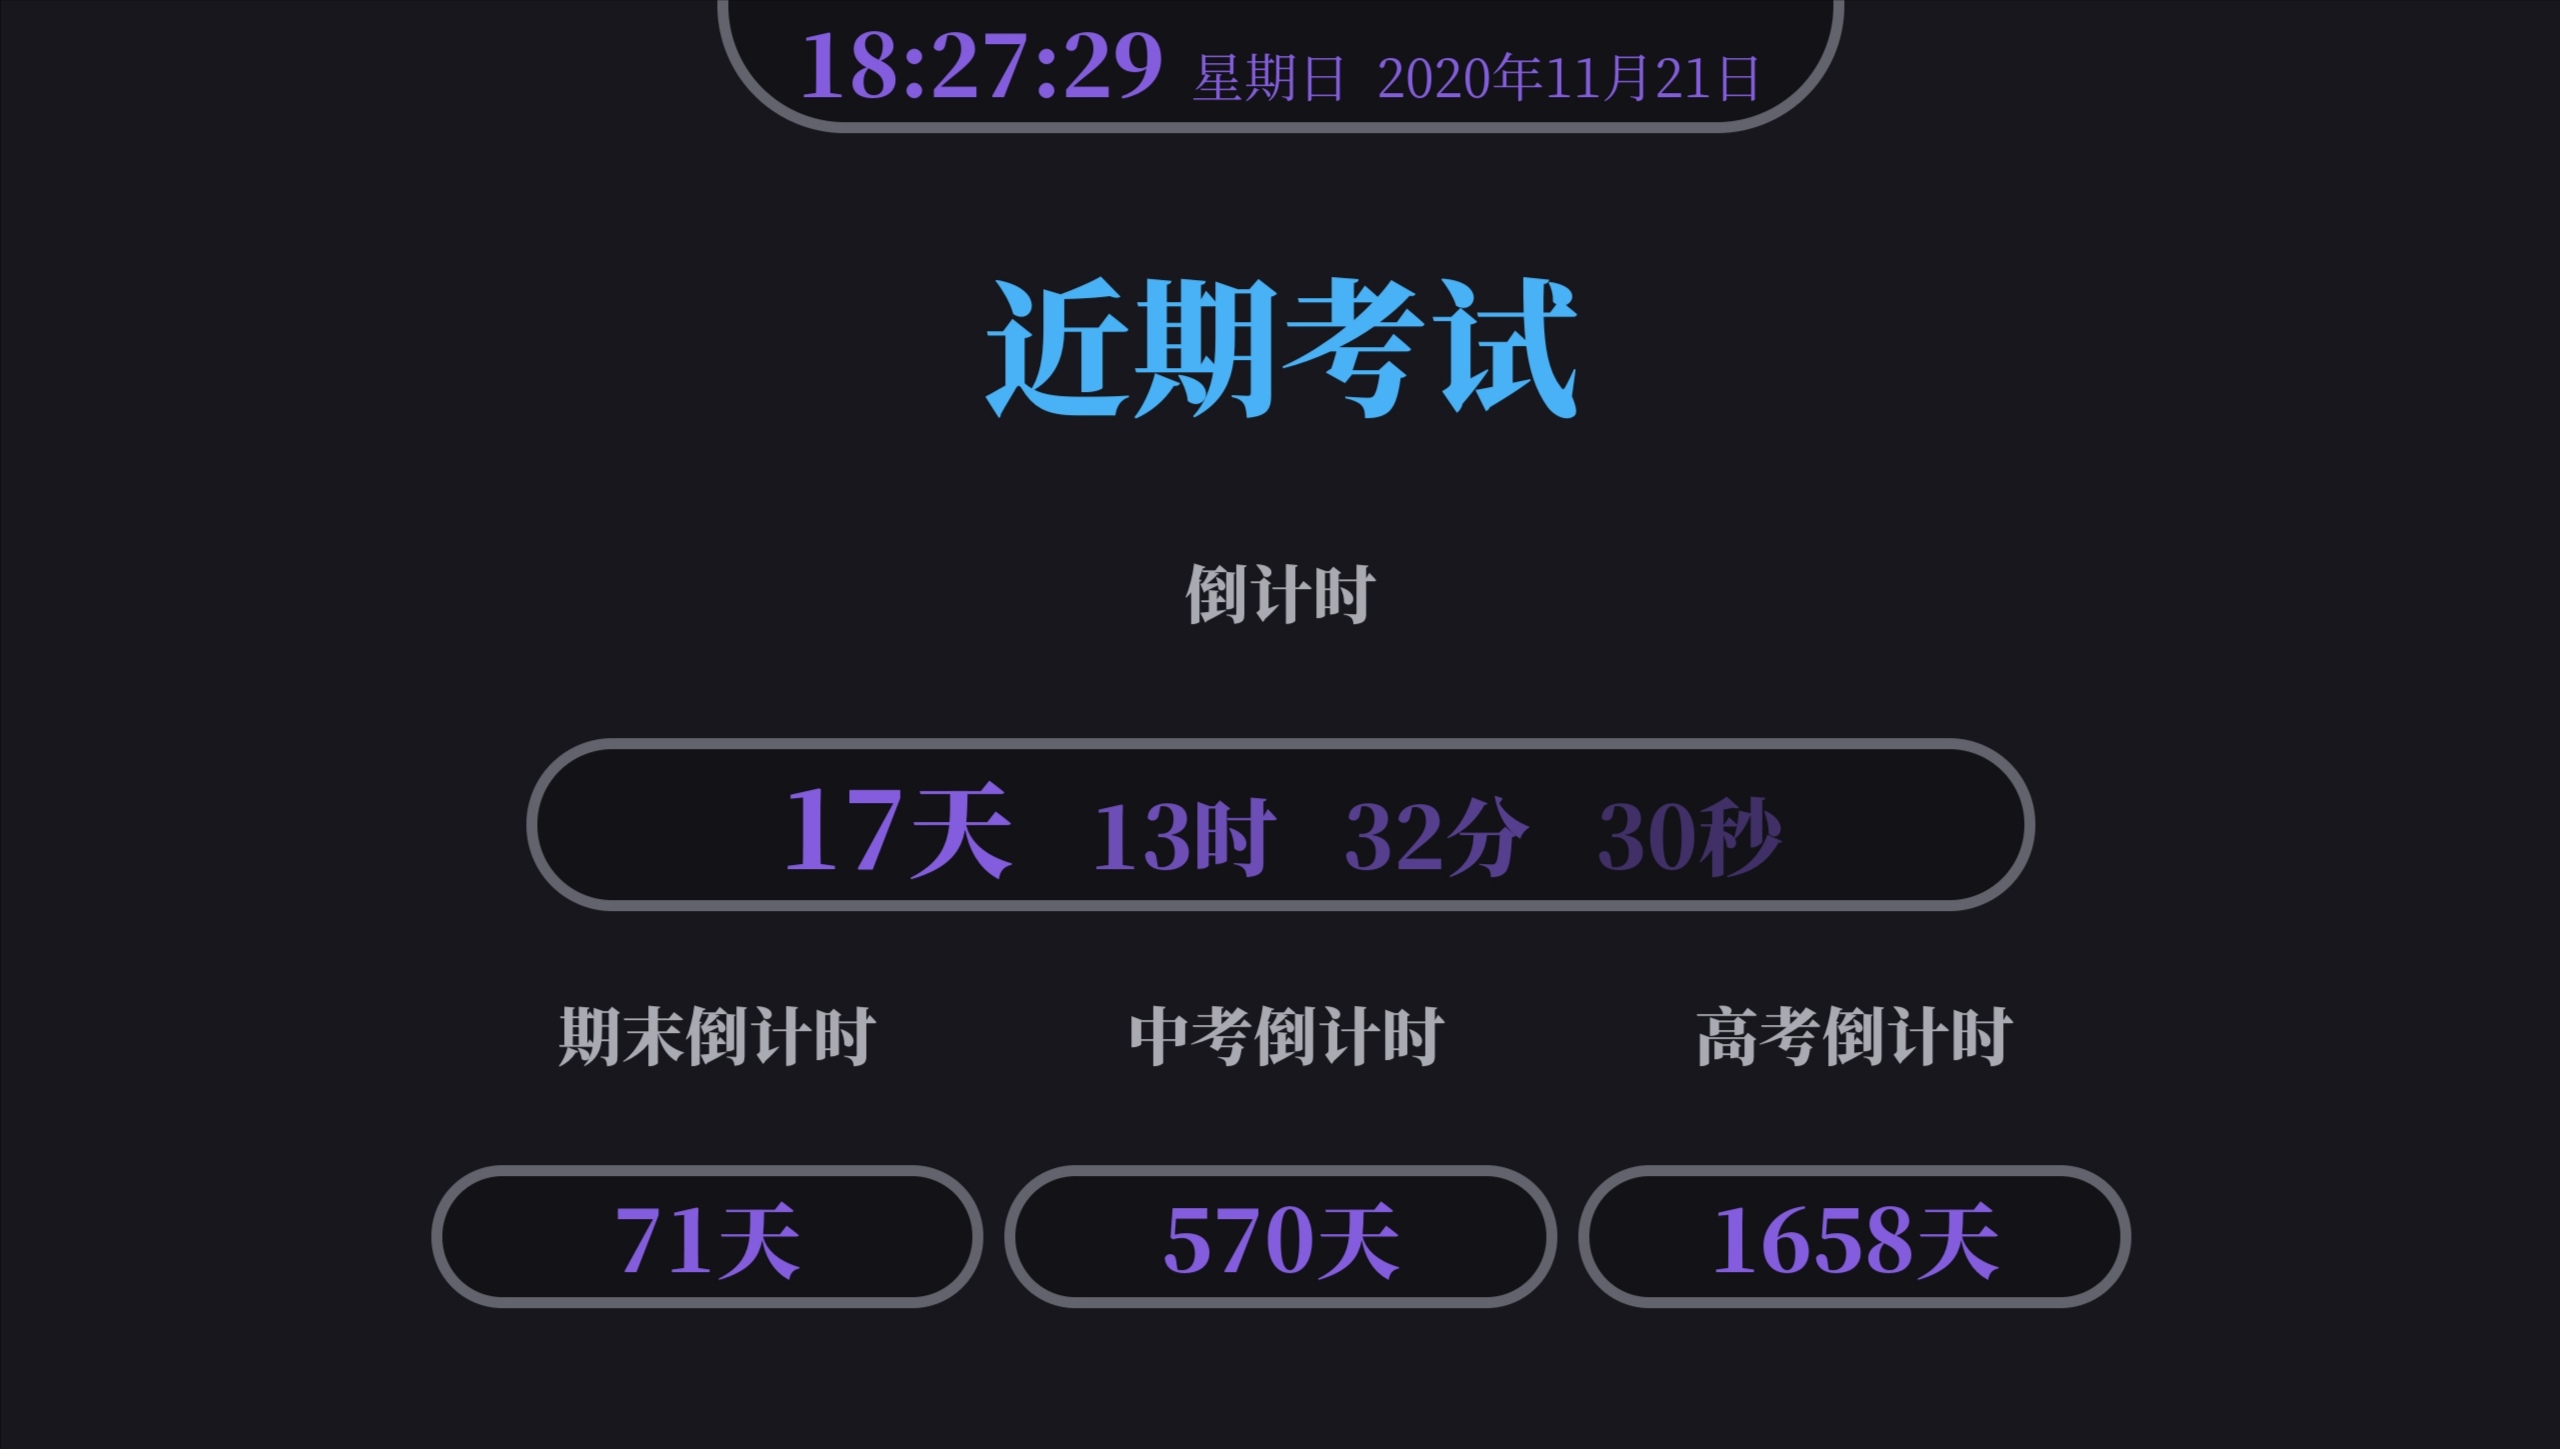 18:27:29 星期日 2020年11月21日
近期考试
倒计时
17天 13时 32分 30秒
期末倒计时 中考倒计时 高考倒计时
71天 570天 1658天